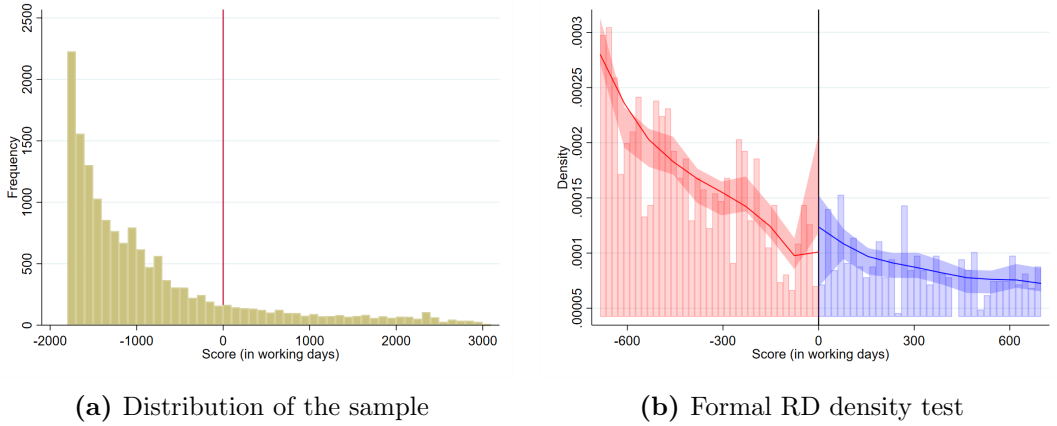 2500
2000
1500
1000
500
0
Frequency
-2000 -1000 0 1000 2000 3000
Score (in working days)
.0003
.00025
.0002
.00015
.0001
.00005
Density
-600 -300 0 300 600
Score (in working days)
(a) Distribution of the sample
(b) Formal RD density test